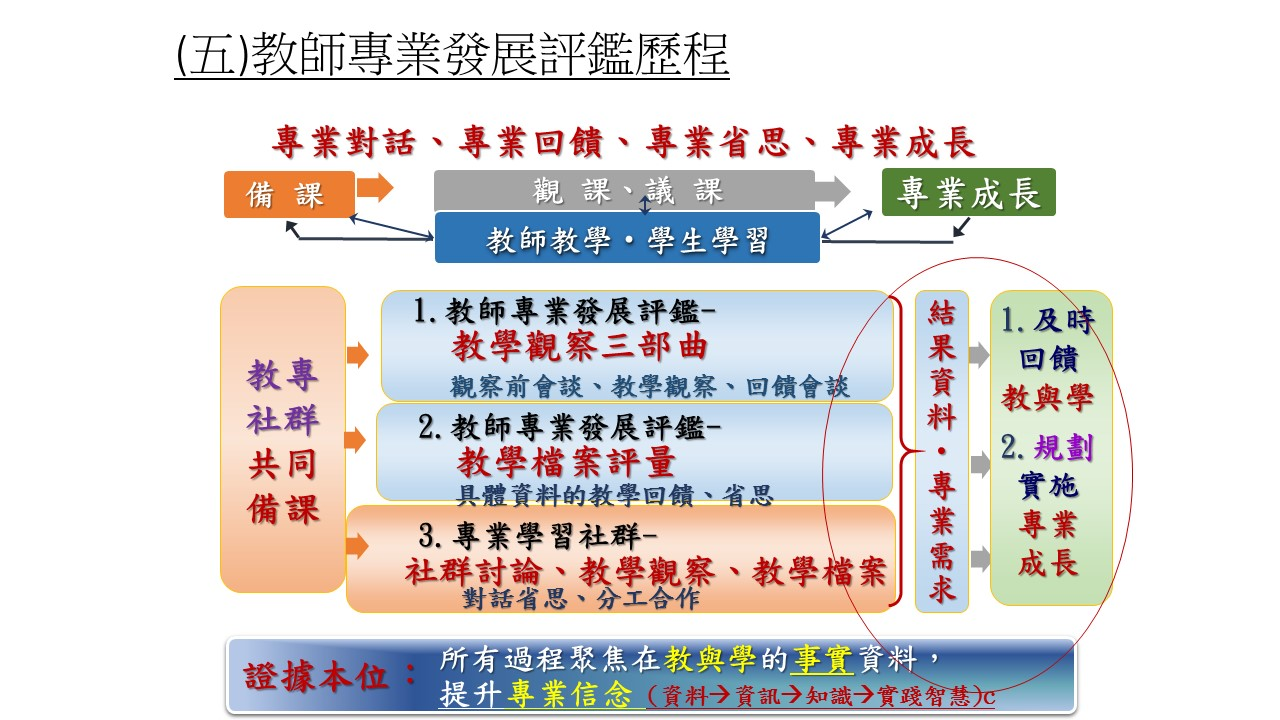 (五)教師專業發展評鑑歷程
專業對話、專業回饋、專業省思、專業成長
備 課
觀 課、議 課
專業成長
教師教學・學生學習
教專
社群
共同
備課
1.教師專業發展評鑑-
教學觀察三部曲
觀察前會談、教學觀察、回饋會談
2.教師專業發展評鑑-
教學檔案評量
具體資料的教學回饋、省思
3.專業學習社群-
社群討論、教學觀察、教學檔案
對話省思、分工合作
結
果
資
料
・
專
業
需
求
1.及時
回饋
教與學
2.規劃
實施
專業
成長
證據本位：
所有過程聚焦在教與學的事實資料，
提升專業信念 (資料→資訊→知識→實踐智慧)c